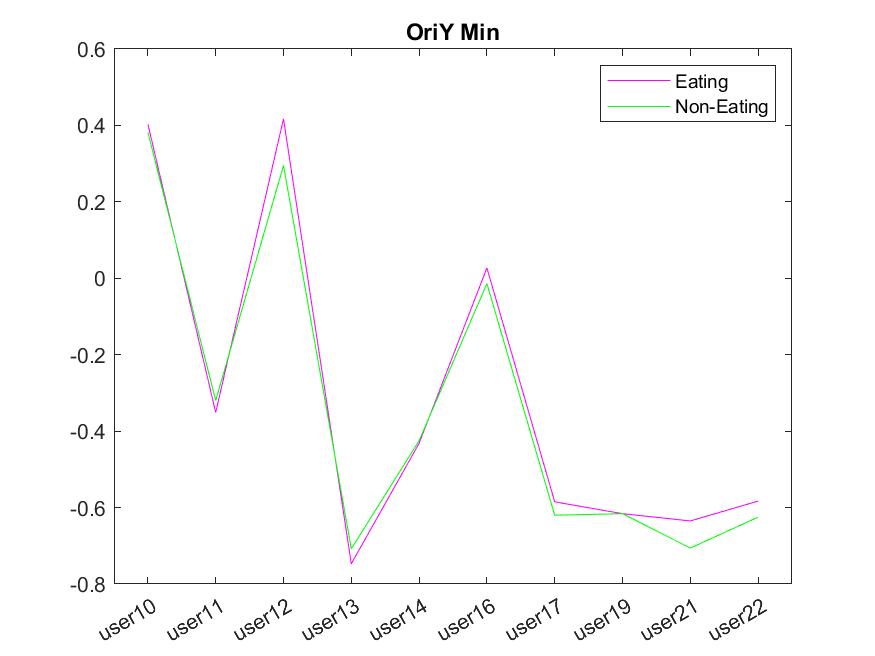 OriY Min
0.6
0.4
0.2
0
-0.2
-0.4
-0.6
-0.8
Eating
Non-Eating
user10 user11 user12 user13 user14 user16 user17 user19 user21 user22